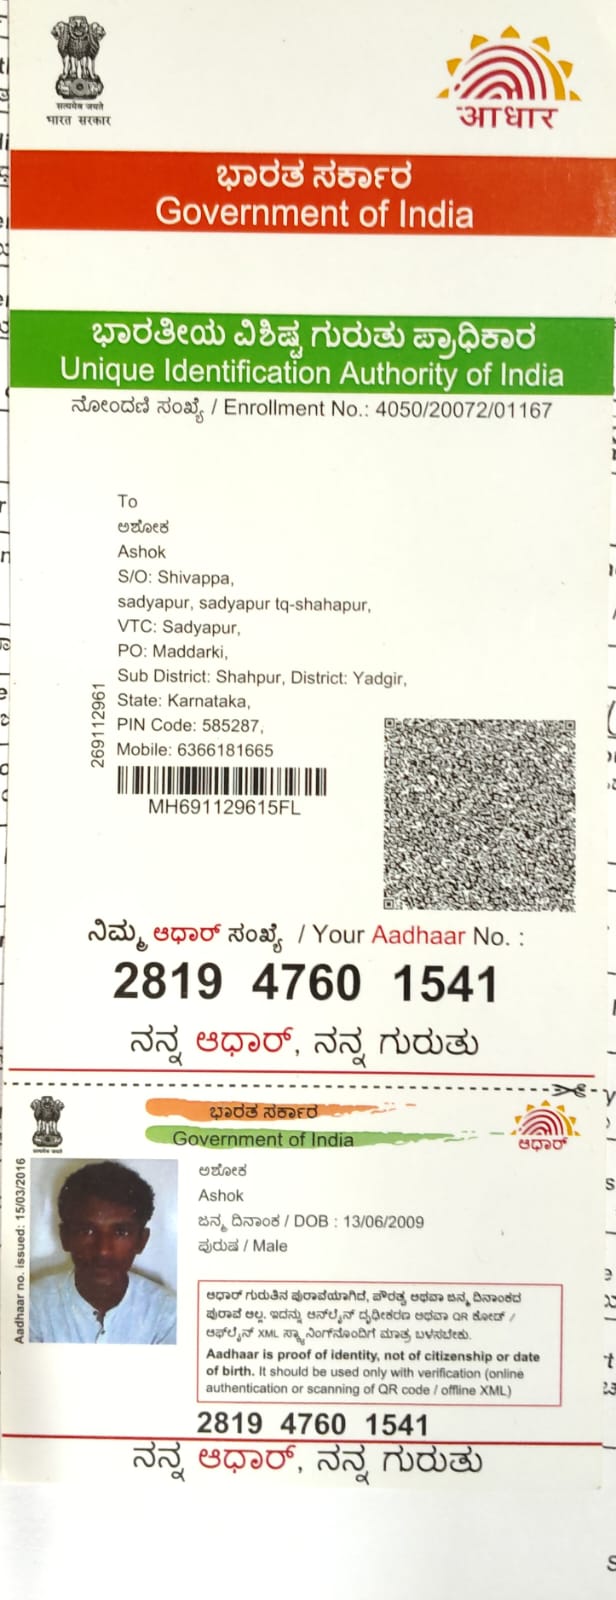 सत्यमेव जयते
भारत सरकार
आधार
ಭಾರತ ಸರ್ಕಾರ
Government of India
ಭಾರತೀಯ ವಿಶಿಷ್ಟ ಗುರುತು ಪ್ರಾಧಿಕಾರ
Unique Identification Authority of India
ನೋಂದಣಿ ಸಂಖ್ಯೆ / Enrollment No.: 4050/20072/01167
To
ಅಶೋಕ
Ashok
S/O: Shivappa,
sadyapur, sadyapur tq-shahapur,
VTC: Sadyapur,
PO: Maddarki,
Sub District: Shahpur, District: Yadgir,
State: Karnataka,
PIN Code: 585287,
Mobile: 6366181665
269112961
MH691129615FL
ನಿಮ್ಮ ಆಧಾರ್ ಸಂಖ್ಯೆ / Your Aadhaar No. :
2819 4760 1541
ನನ್ನ ಆಧಾರ್, ನನ್ನ ಗುರುತು
ಭಾರತ ಸರ್ಕಾರ
Government of India
ಆಧಾರ್
Aadhaar no. issued: 15/03/2016
ಅಶೋಕ
Ashok
ಜನ್ಮ ದಿನಾಂಕ / DOB : 13/06/2009
ಪುರುಷ / Male
ಆಧಾರ್ ಗುರುತಿನ ಪುರಾವೆಯಾಗಿದೆ, ಪೌರತ್ವ ಅಥವಾ ಜನ್ಮ ದಿನಾಂಕದ
ಪುರಾವೆ ಅಲ್ಲ. ಇದನ್ನು ಆನ್‌ಲೈನ್ ದೃಢೀಕರಣ ಅಥವಾ QR ಕೋಡ್ /
ಆಫ್‌ಲೈನ್ XML ಸ್ಕ್ಯಾನಿಂಗ್‌ನೊಂದಿಗೆ ಮಾತ್ರ ಬಳಸಬೇಕು.
Aadhaar is proof of identity, not of citizenship or date
of birth. It should be used only with verification (online
authentication or scanning of QR code / offline XML)
2819 4760 1541
ನನ್ನ ಆಧಾರ್, ನನ್ನ ಗುರುತು